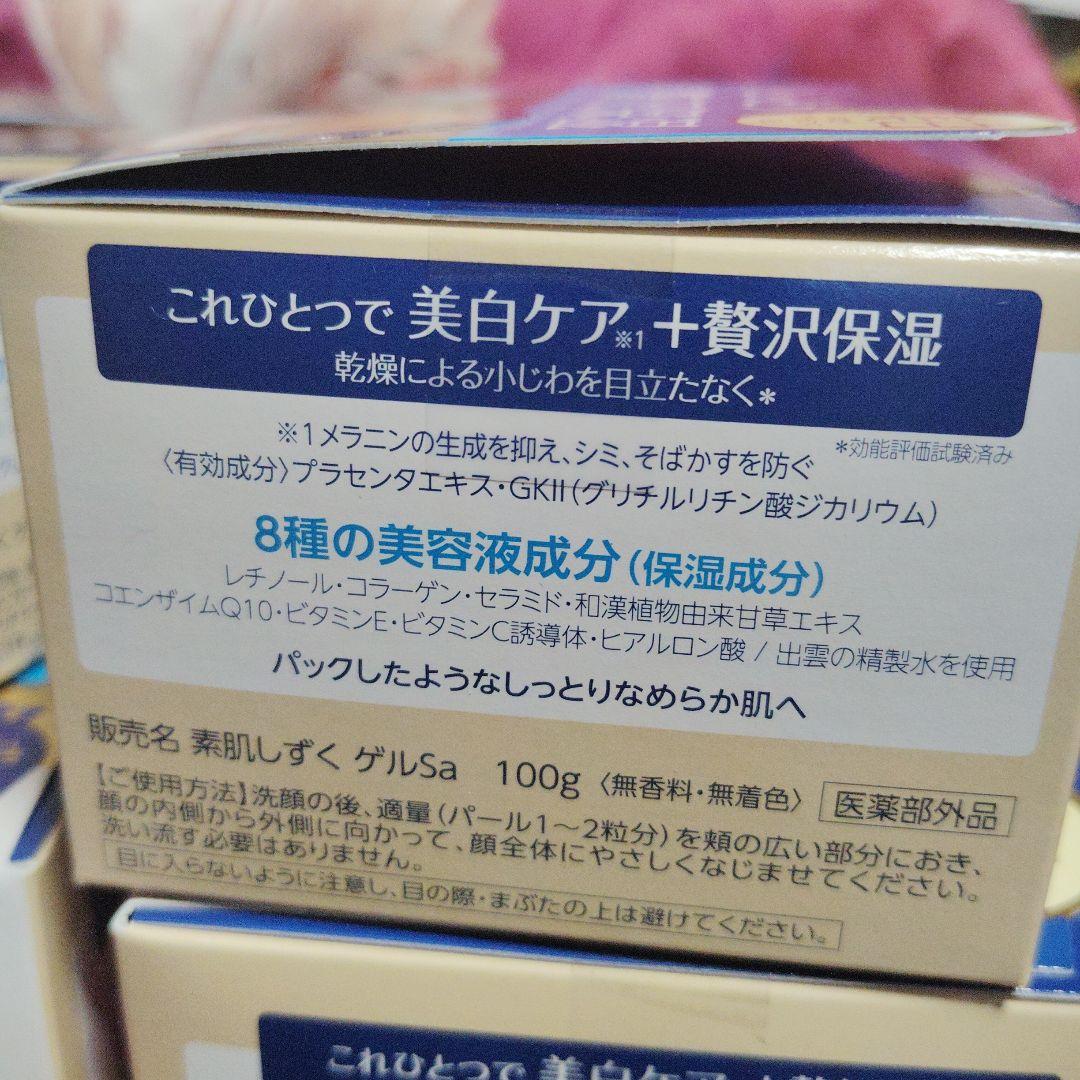 これひとつで 美白ケア※1＋贅沢保湿
乾燥による小じわを目立たなく*
※1メラニンの生成を抑え、シミ、そばかすを防ぐ
*効能評価試験済み
〈有効成分〉プラセンタエキス・GKII（グリチルリチン酸ジカリウム）
8種の美容液成分（保湿成分）
レチノール・コラーゲン・セラミド・和漢植物由来甘草エキス
コエンザイムQ10・ビタミンE・ビタミンC誘導体・ヒアルロン酸 / 出雲の精製水を使用
パックしたようなしっとりなめらか肌へ
販売名 素肌しずく ゲルSa 100g〈無香料・無着色〉 医薬部外品
【ご使用方法】洗顔の後、適量（パール1～2粒分）を頬の広い部分におき、
顔の内側から外側に向かって、顔全体にやさしくなじませてください。
洗い流す必要はありません。
目に入らないように注意し、目の際・まぶたの上は避けてください。
これひとつで 美白ケア